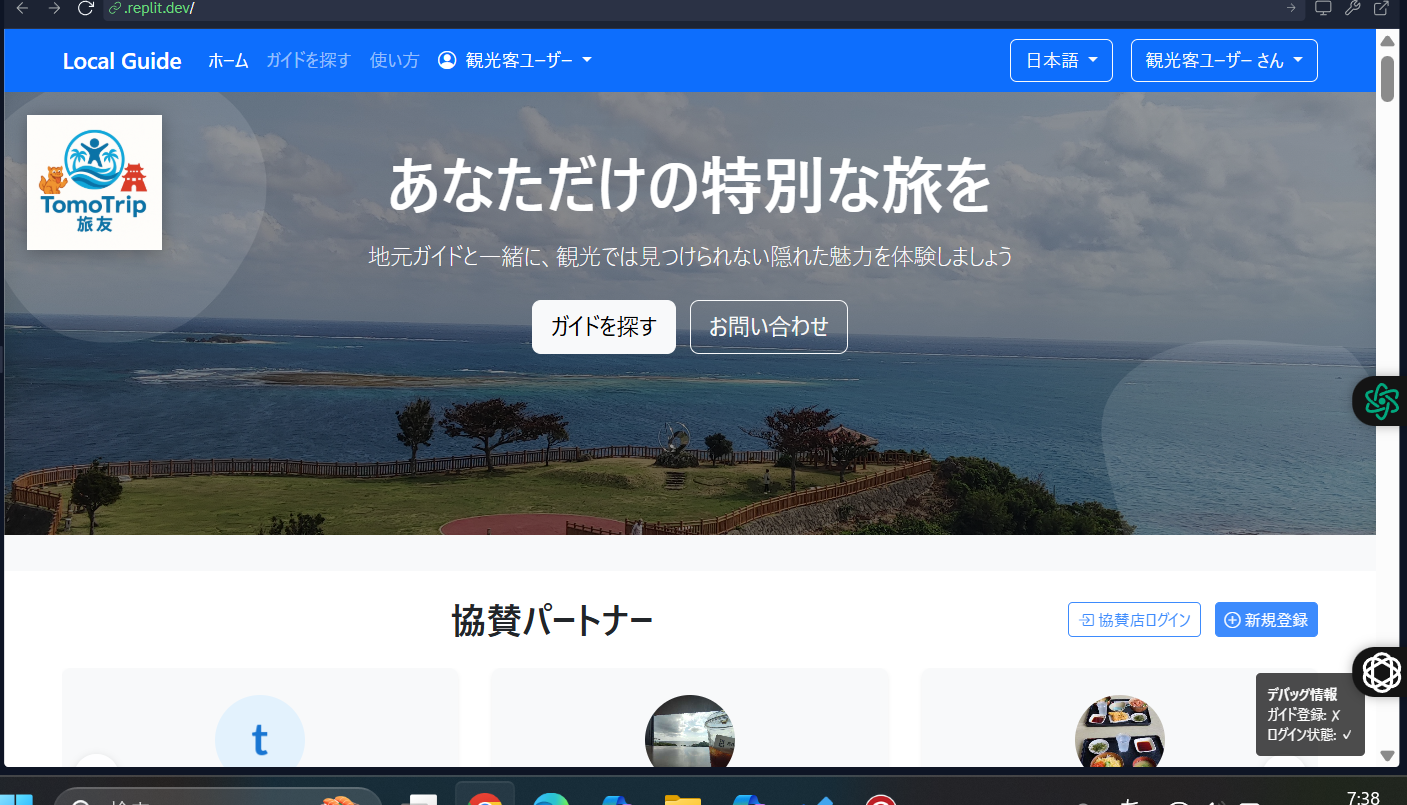 .replit.dev/
Local Guide ホーム ガイドを探す 使い方 観光客ユーザー 日本語 観光客ユーザー さん
TomoTrip
旅友
あなただけの特別な旅を
地元ガイドと一緒に、観光では見つけられない隠れた魅力を体験しましょう
ガイドを探す お問い合わせ
協賛パートナー 協賛店ログイン 新規登録
t
デバッグ情報
ガイド登録: ✗
ログイン状態: ✓
7:38